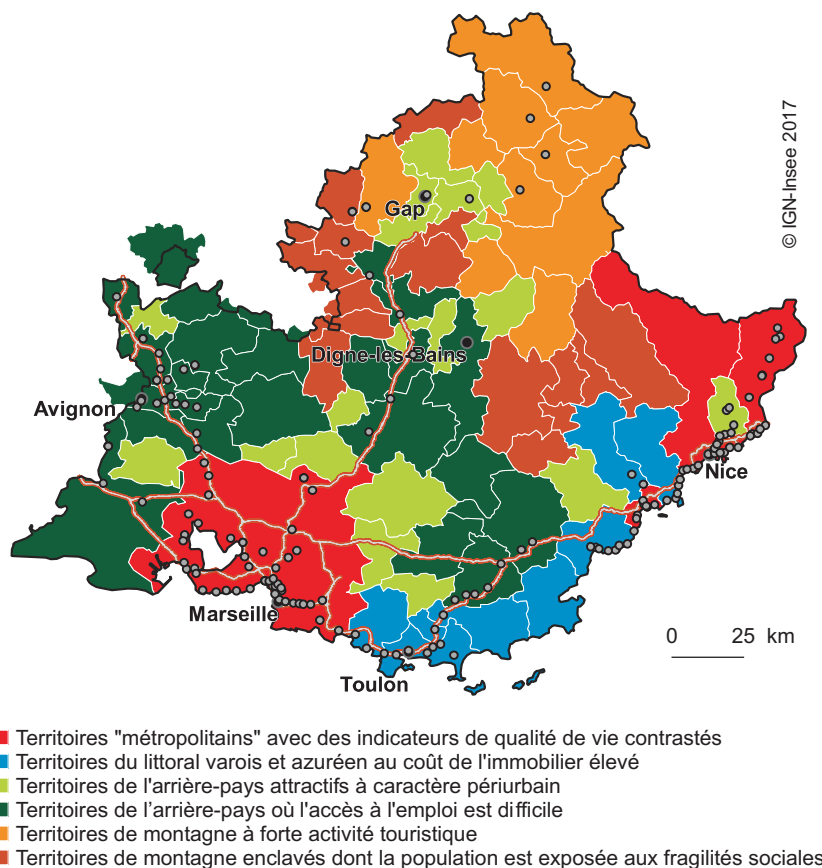 © IGN-Insee 2017
Gap
Digne-les-Bains
Avignon
Nice
Marseille
0 25 km
Toulon
Territoires "métropolitains" avec des indicateurs de qualité de vie contrastés
Territoires du littoral varois et azuréen au coût de l'immobilier élevé
Territoires de l'arrière-pays attractifs à caractère périurbain
Territoires de l'arrière-pays où l'accès à l'emploi est difficile
Territoires de montagne à forte activité touristique
Territoires de montagne enclavés dont la population est exposée aux fragilités sociales